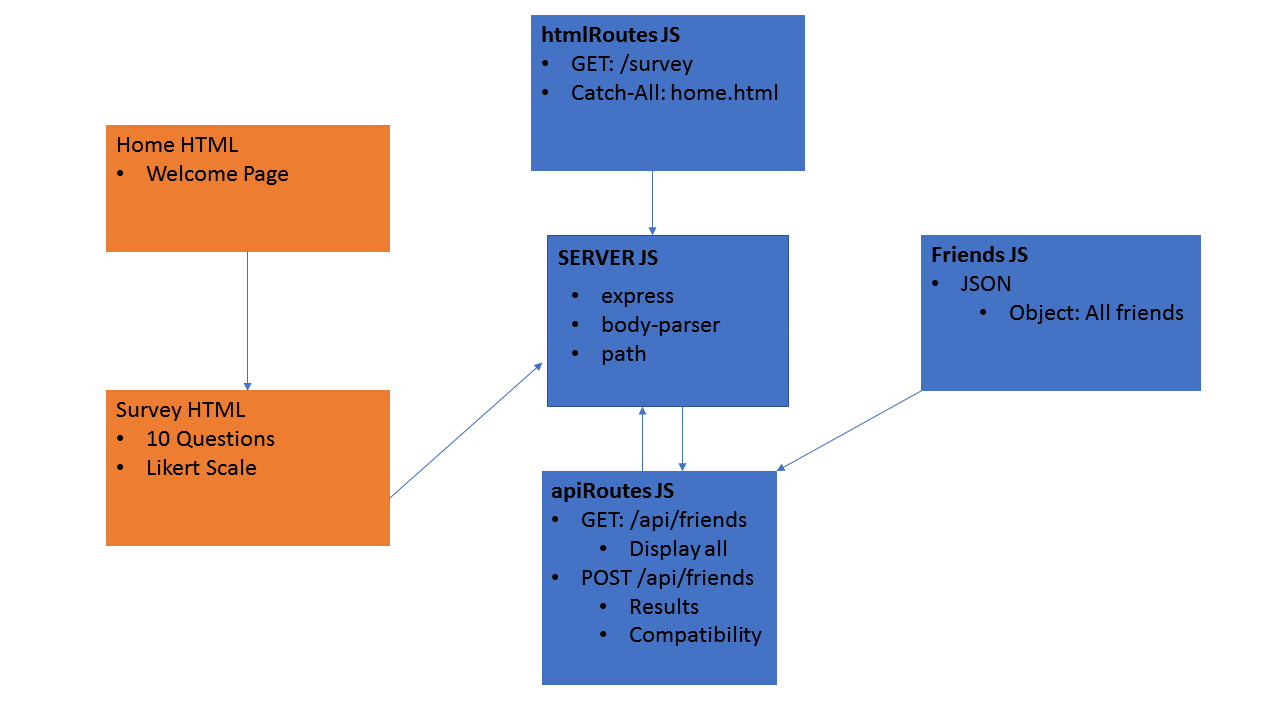 htmlRoutes JS
• GET: /survey
• Catch-All: home.html
Home HTML
• Welcome Page
SERVER JS
• express
• body-parser
• path
Friends JS
• JSON
• Object: All friends
Survey HTML
• 10 Questions
• Likert Scale
apiRoutes JS
• GET: /api/friends
• Display all
• POST /api/friends
• Results
• Compatibility